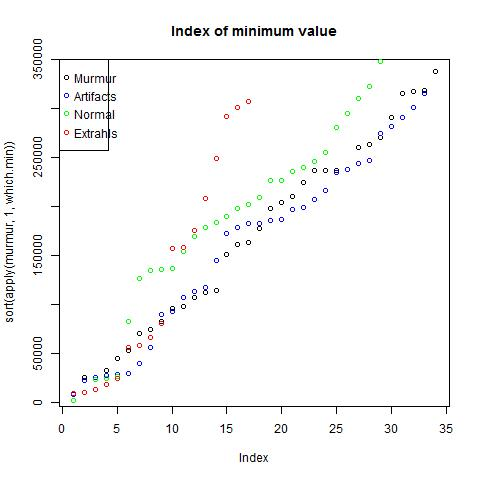 Index of minimum value
sort(apply(murmur, 1, which.min))
350000
250000
150000
50000
0
Murmur
Artifacts
Normal
Extrahls
0 5 10 15 20 25 30 35
Index